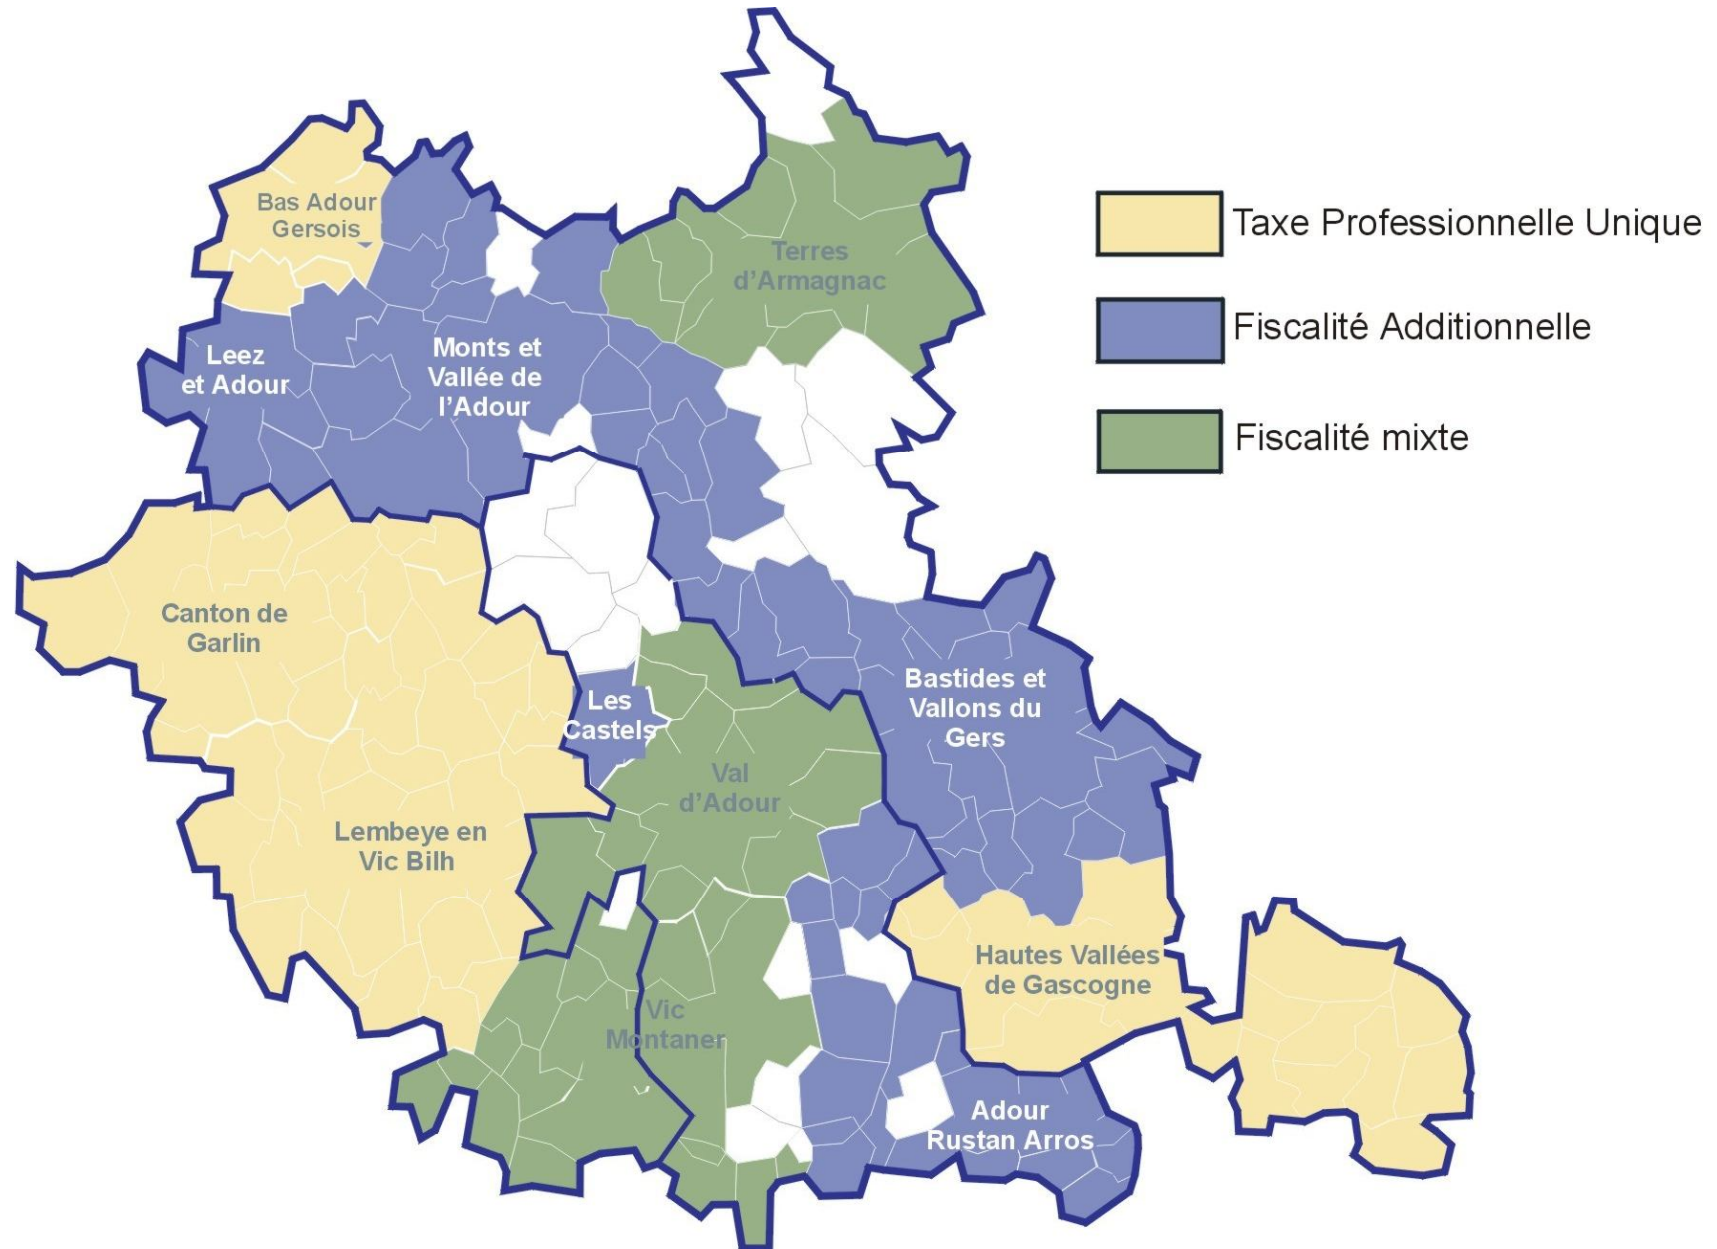 Bas Adour
Gersois
Terres
d'Armagnac
Taxe Professionnelle Unique
Fiscalité Additionnelle
Fiscalité mixte
Leez
et Adour
Monts et
Vallée de
l'Adour
Canton de
Garlin
Les
Castels
Bastides et
Vallons du
Gers
Val
d'Adour
Lembeye en
Vic Bilh
Hautes Vallées
de Gascogne
Vic
Montaner
Adour
Rustan Arros